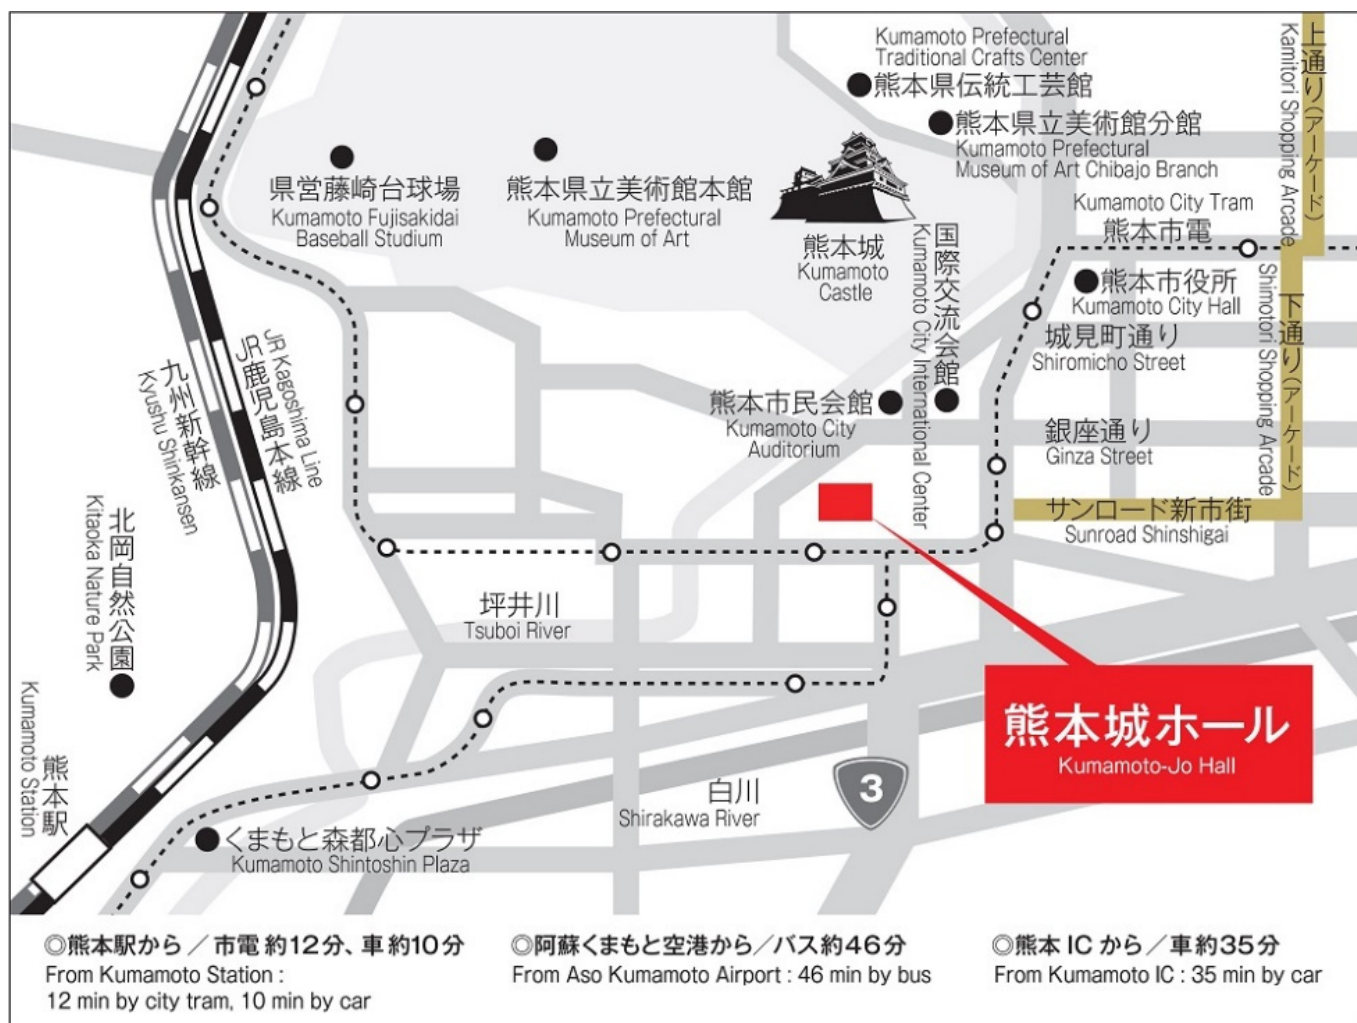 Kumamoto Prefectural
Traditional Crafts Center
熊本県伝統工芸館
熊本県立美術館分館
Kumamoto Prefectural
Museum of Art Chibajo Branch
上通り(アーケード)
Kamitori Shopping Arcade
県営藤崎台球場
Kumamoto Fujisakidai
Baseball Studium
熊本県立美術館本館
Kumamoto Prefectural
Museum of Art
熊本城
Kumamoto
Castle
国際交流会館
Kumamoto City International Center
Kumamoto City Tram
熊本市電
熊本市役所
Kumamoto City Hall
城見町通り
Shiromicho Street
下通り(アーケード)
Shimotori Shopping Arcade
九州新幹線
Kyushu Shinkansen
JR鹿児島本線
JR Kagoshima Line
熊本市民会館
Kumamoto City
Auditorium
銀座通り
Ginza Street
サンロード新市街
Sunroad Shinshigai
北岡自然公園
Kitaoka Nature Park
坪井川
Tsuboi River
熊本城ホール
Kumamoto-Jo Hall
熊本駅
Kumamoto Station
白川
Shirakawa River
3
くまもと森都心プラザ
Kumamoto Shintoshin Plaza
◎熊本駅から／市電約12分、車約10分
From Kumamoto Station :
12 min by city tram, 10 min by car
◎阿蘇くまもと空港から／バス約46分
From Aso Kumamoto Airport : 46 min by bus
◎熊本 IC から／車約35分
From Kumamoto IC : 35 min by car